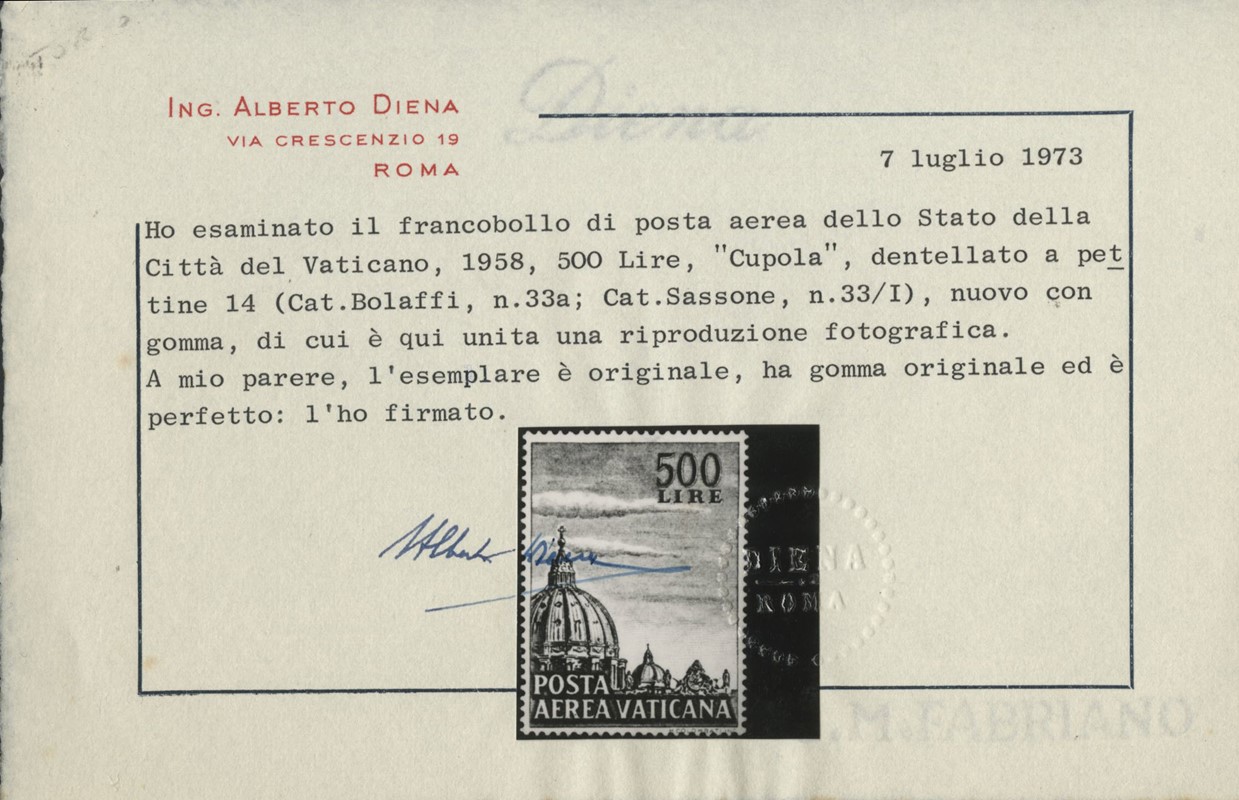 Diena
ING. ALBERTO DIENA
VIA CRESCENZIO 19
ROMA
7 luglio 1973
Ho esaminato il francobollo di posta aerea dello Stato della
Città del Vaticano, 1958, 500 Lire, "Cupola", dentellato a pet
tine 14 (Cat.Bolaffi, n.33a; Cat.Sassone, n.33/I), nuovo con
gomma, di cui è qui unita una riproduzione fotografica.
A mio parere, l'esemplare è originale, ha gomma originale ed è
perfetto: l'ho firmato.
500
LIRE
Alberto Diena
DIENA
ROMA
POSTA
AEREA VATICANA
.M.FABRIANO